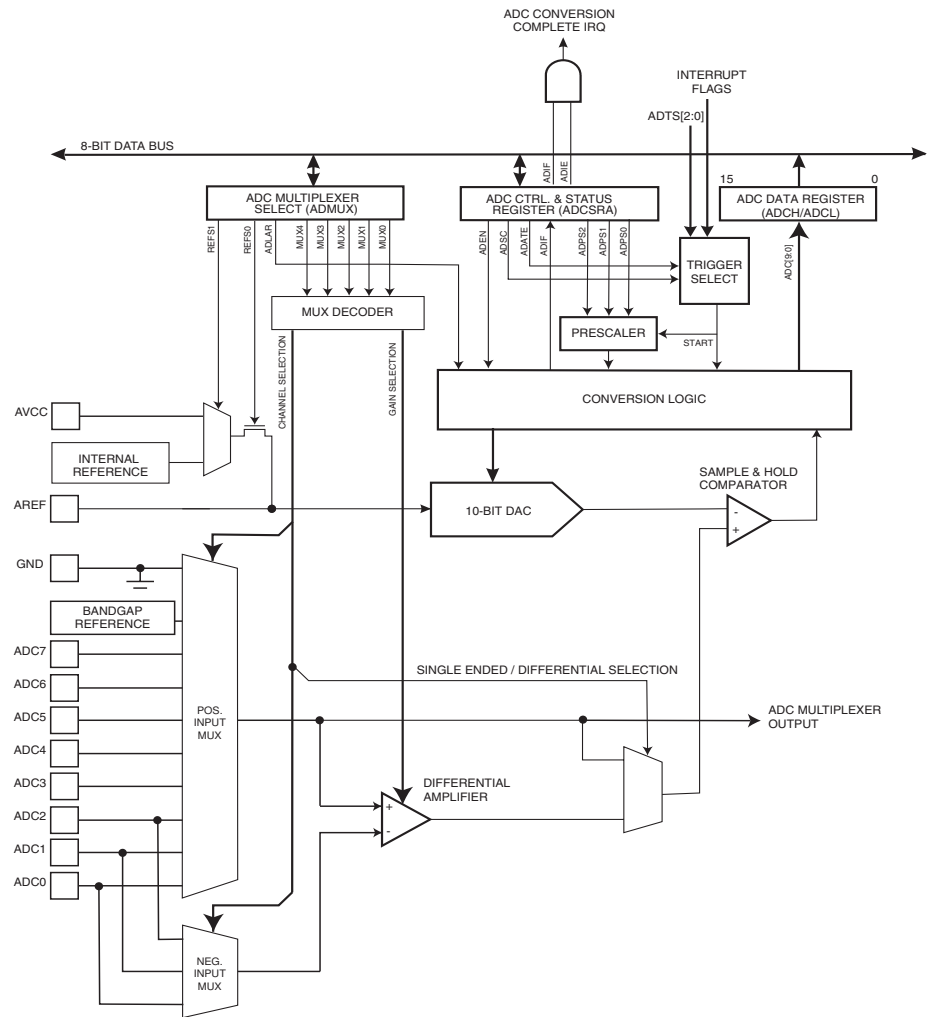 ADC CONVERSION
COMPLETE IRQ
INTERRUPT
FLAGS
ADTS[2:0]
8-BIT DATA BUS
ADIF
ADIE
15
0
ADC MULTIPLEXER
SELECT (ADMUX)
ADC CTRL. & STATUS
REGISTER (ADCSRA)
ADC DATA REGISTER
(ADCH/ADCL)
REFS1
REFS0
ADLAR
MUX4
MUX3
MUX2
MUX1
MUX0
ADEN
ADSC
ADATE
ADIF
ADPS2
ADPS1
ADPS0
ADC[9:0]
TRIGGER
SELECT
MUX DECODER
PRESCALER
START
CHANNEL SELECTION
GAIN SELECTION
CONVERSION LOGIC
AVCC
INTERNAL
REFERENCE
SAMPLE & HOLD
COMPARATOR
AREF
10-BIT DAC
-
+
GND
BANDGAP
REFERENCE
ADC7
SINGLE ENDED / DIFFERENTIAL SELECTION
ADC6
ADC5
POS.
INPUT
MUX
ADC MULTIPLEXER
OUTPUT
ADC4
ADC3
DIFFERENTIAL
AMPLIFIER
+
-
ADC2
ADC1
ADC0
NEG.
INPUT
MUX